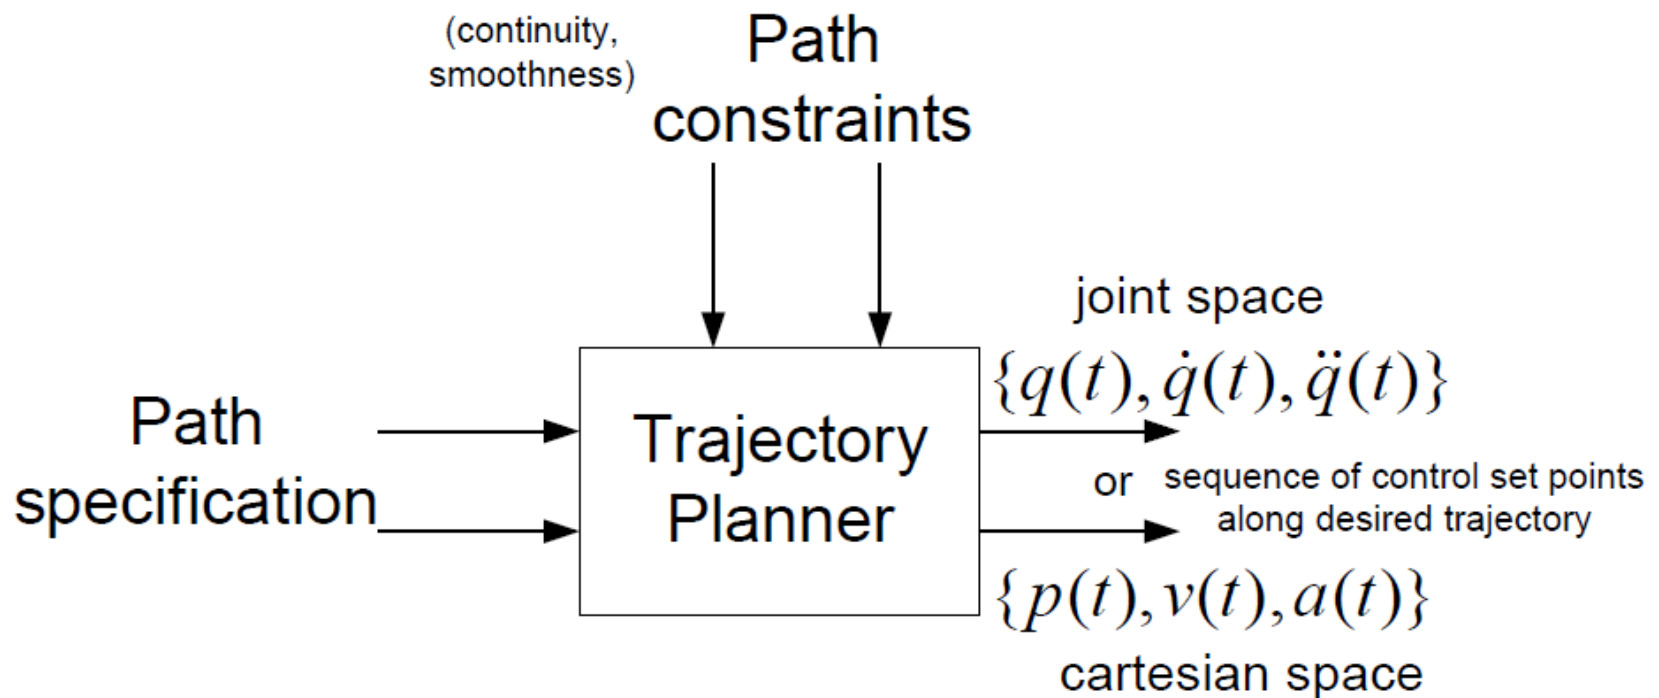 (continuity,
smoothness)
Path
constraints
joint space
{q(t), q̇(t), q̈(t)}
Path
specification
Trajectory
Planner
or
sequence of control set points
along desired trajectory
{p(t), v(t), a(t)}
cartesian space